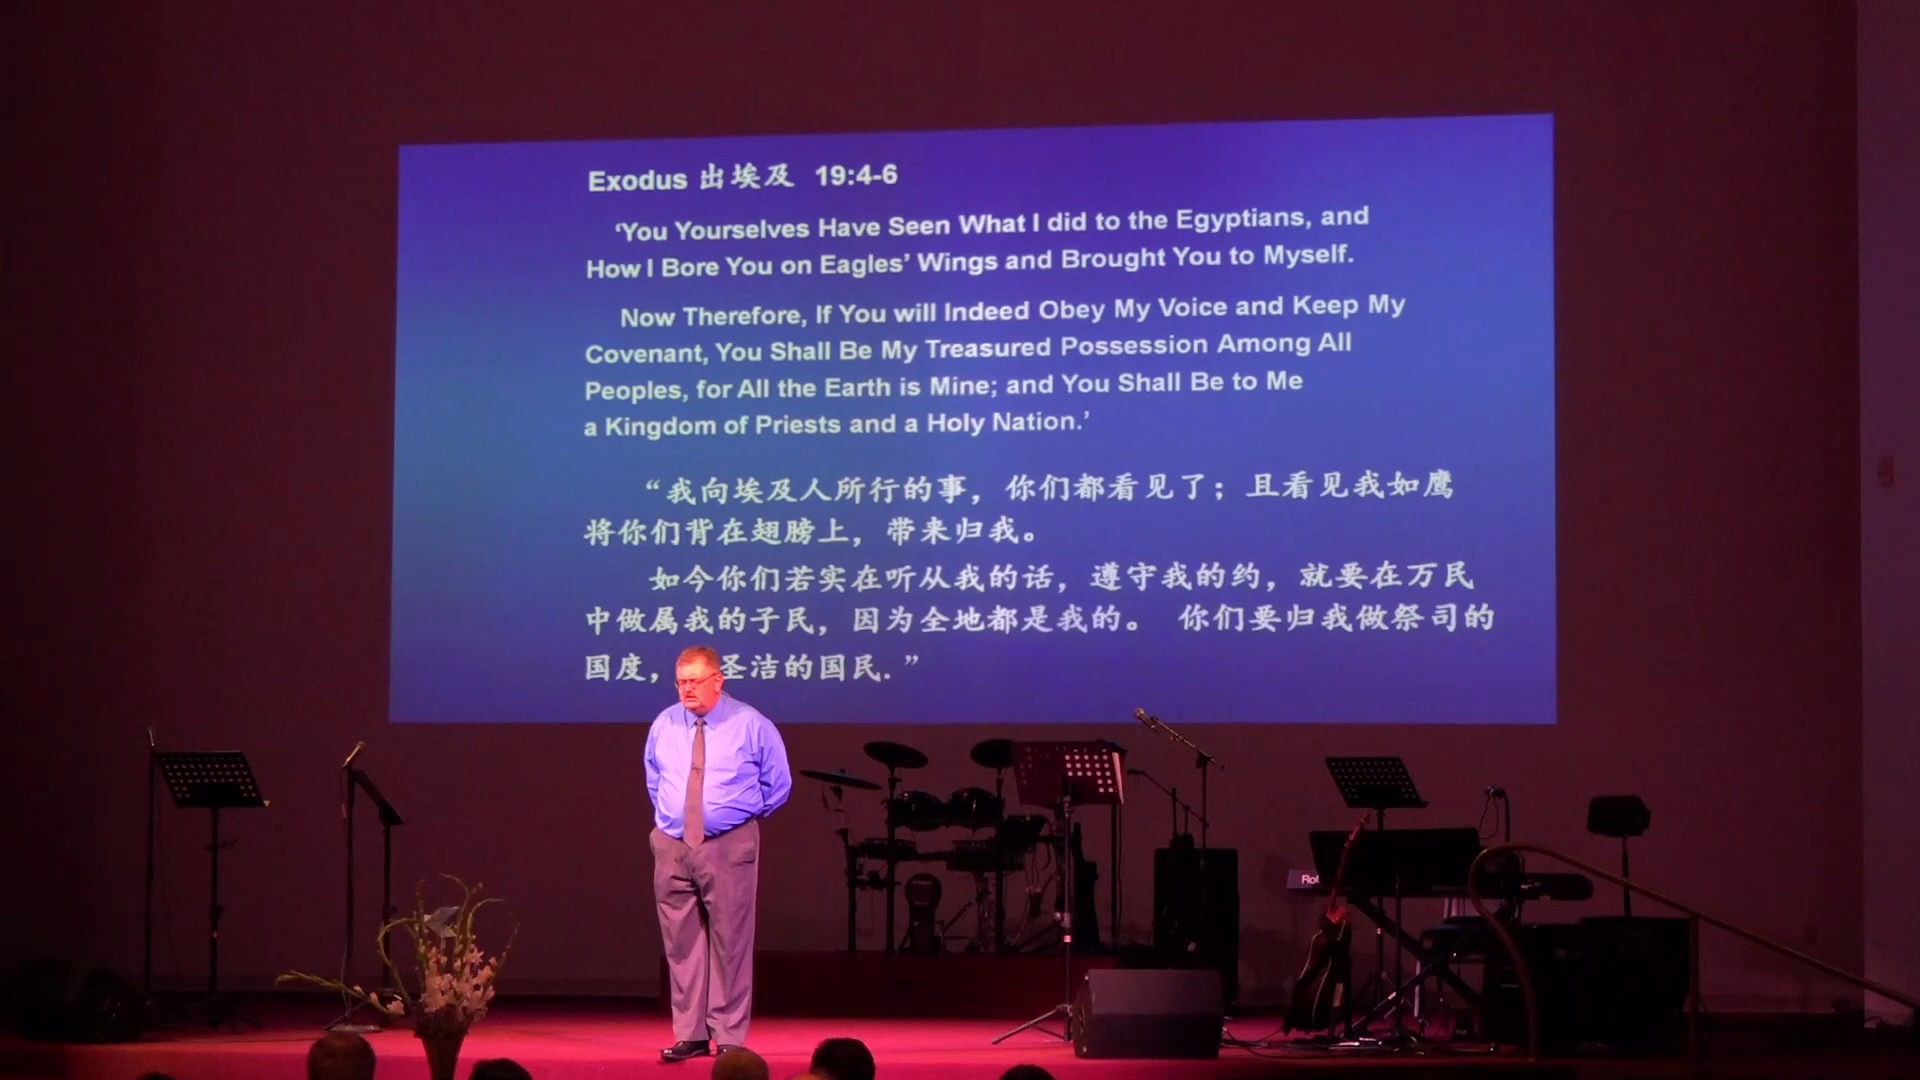 Exodus 出埃及 19:4-6
‘You Yourselves Have Seen What I did to the Egyptians, and
How I Bore You on Eagles’ Wings and Brought You to Myself.
Now Therefore, If You will Indeed Obey My Voice and Keep My
Covenant, You Shall Be My Treasured Possession Among All
Peoples, for All the Earth is Mine; and You Shall Be to Me
a Kingdom of Priests and a Holy Nation.’
“我向埃及人所行的事，你们都看见了；且看见我如鹰
将你们背在翅膀上，带来归我。
如今你们若实在听从我的话，遵守我的约，就要在万民
中做属我的子民，因为全地都是我的。 你们要归我做祭司的
国度，圣洁的国民.”